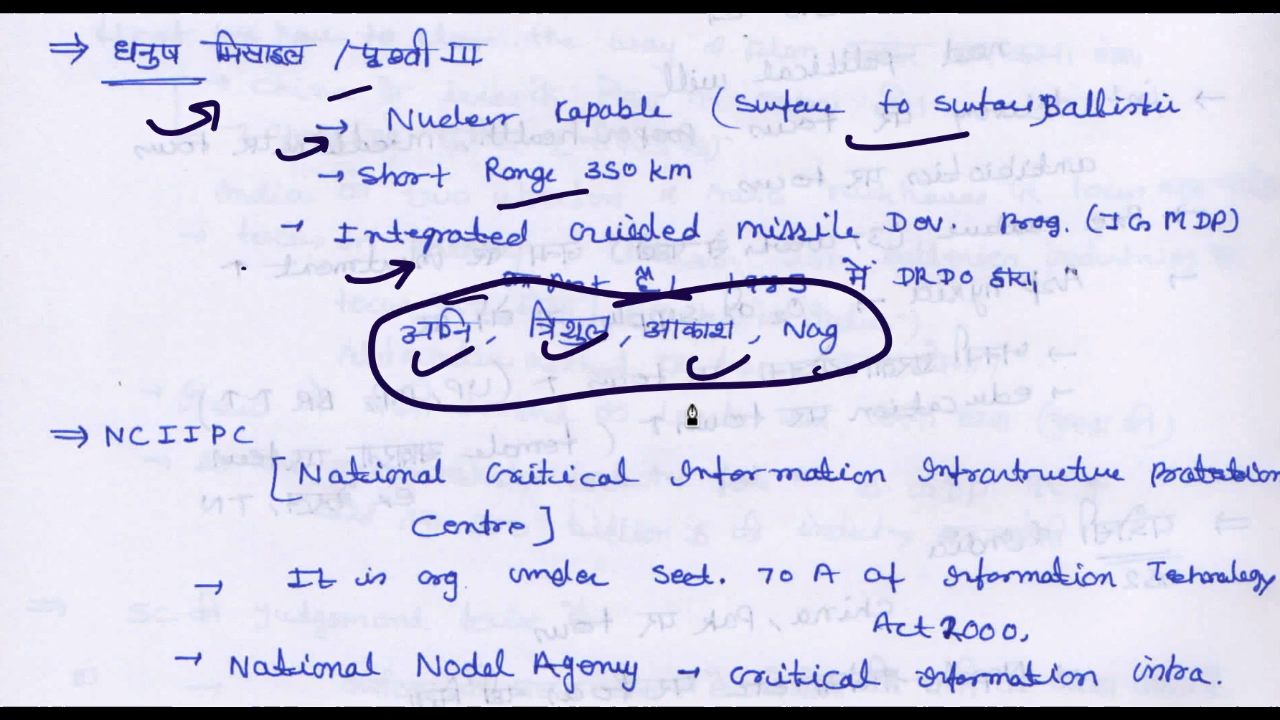 ⇒ धनुष मिसाइल / पृथ्वी III
→ Nuclear Capable (Surface to Surface) Ballistic
→ Short Range 350 km
→ Integrated Guided missile Dev. Prog. (IGMDP)
में DRDO द्वारा
अग्नि, त्रिशूल, आकाश, Nag
⇒ NCIIPC
[National Critical Information Infrastructure Protection
Centre]
→ It is org under Sect. 70 A of Information Technology
Act 2000.
→ National Nodel Agency → Critical information infra.